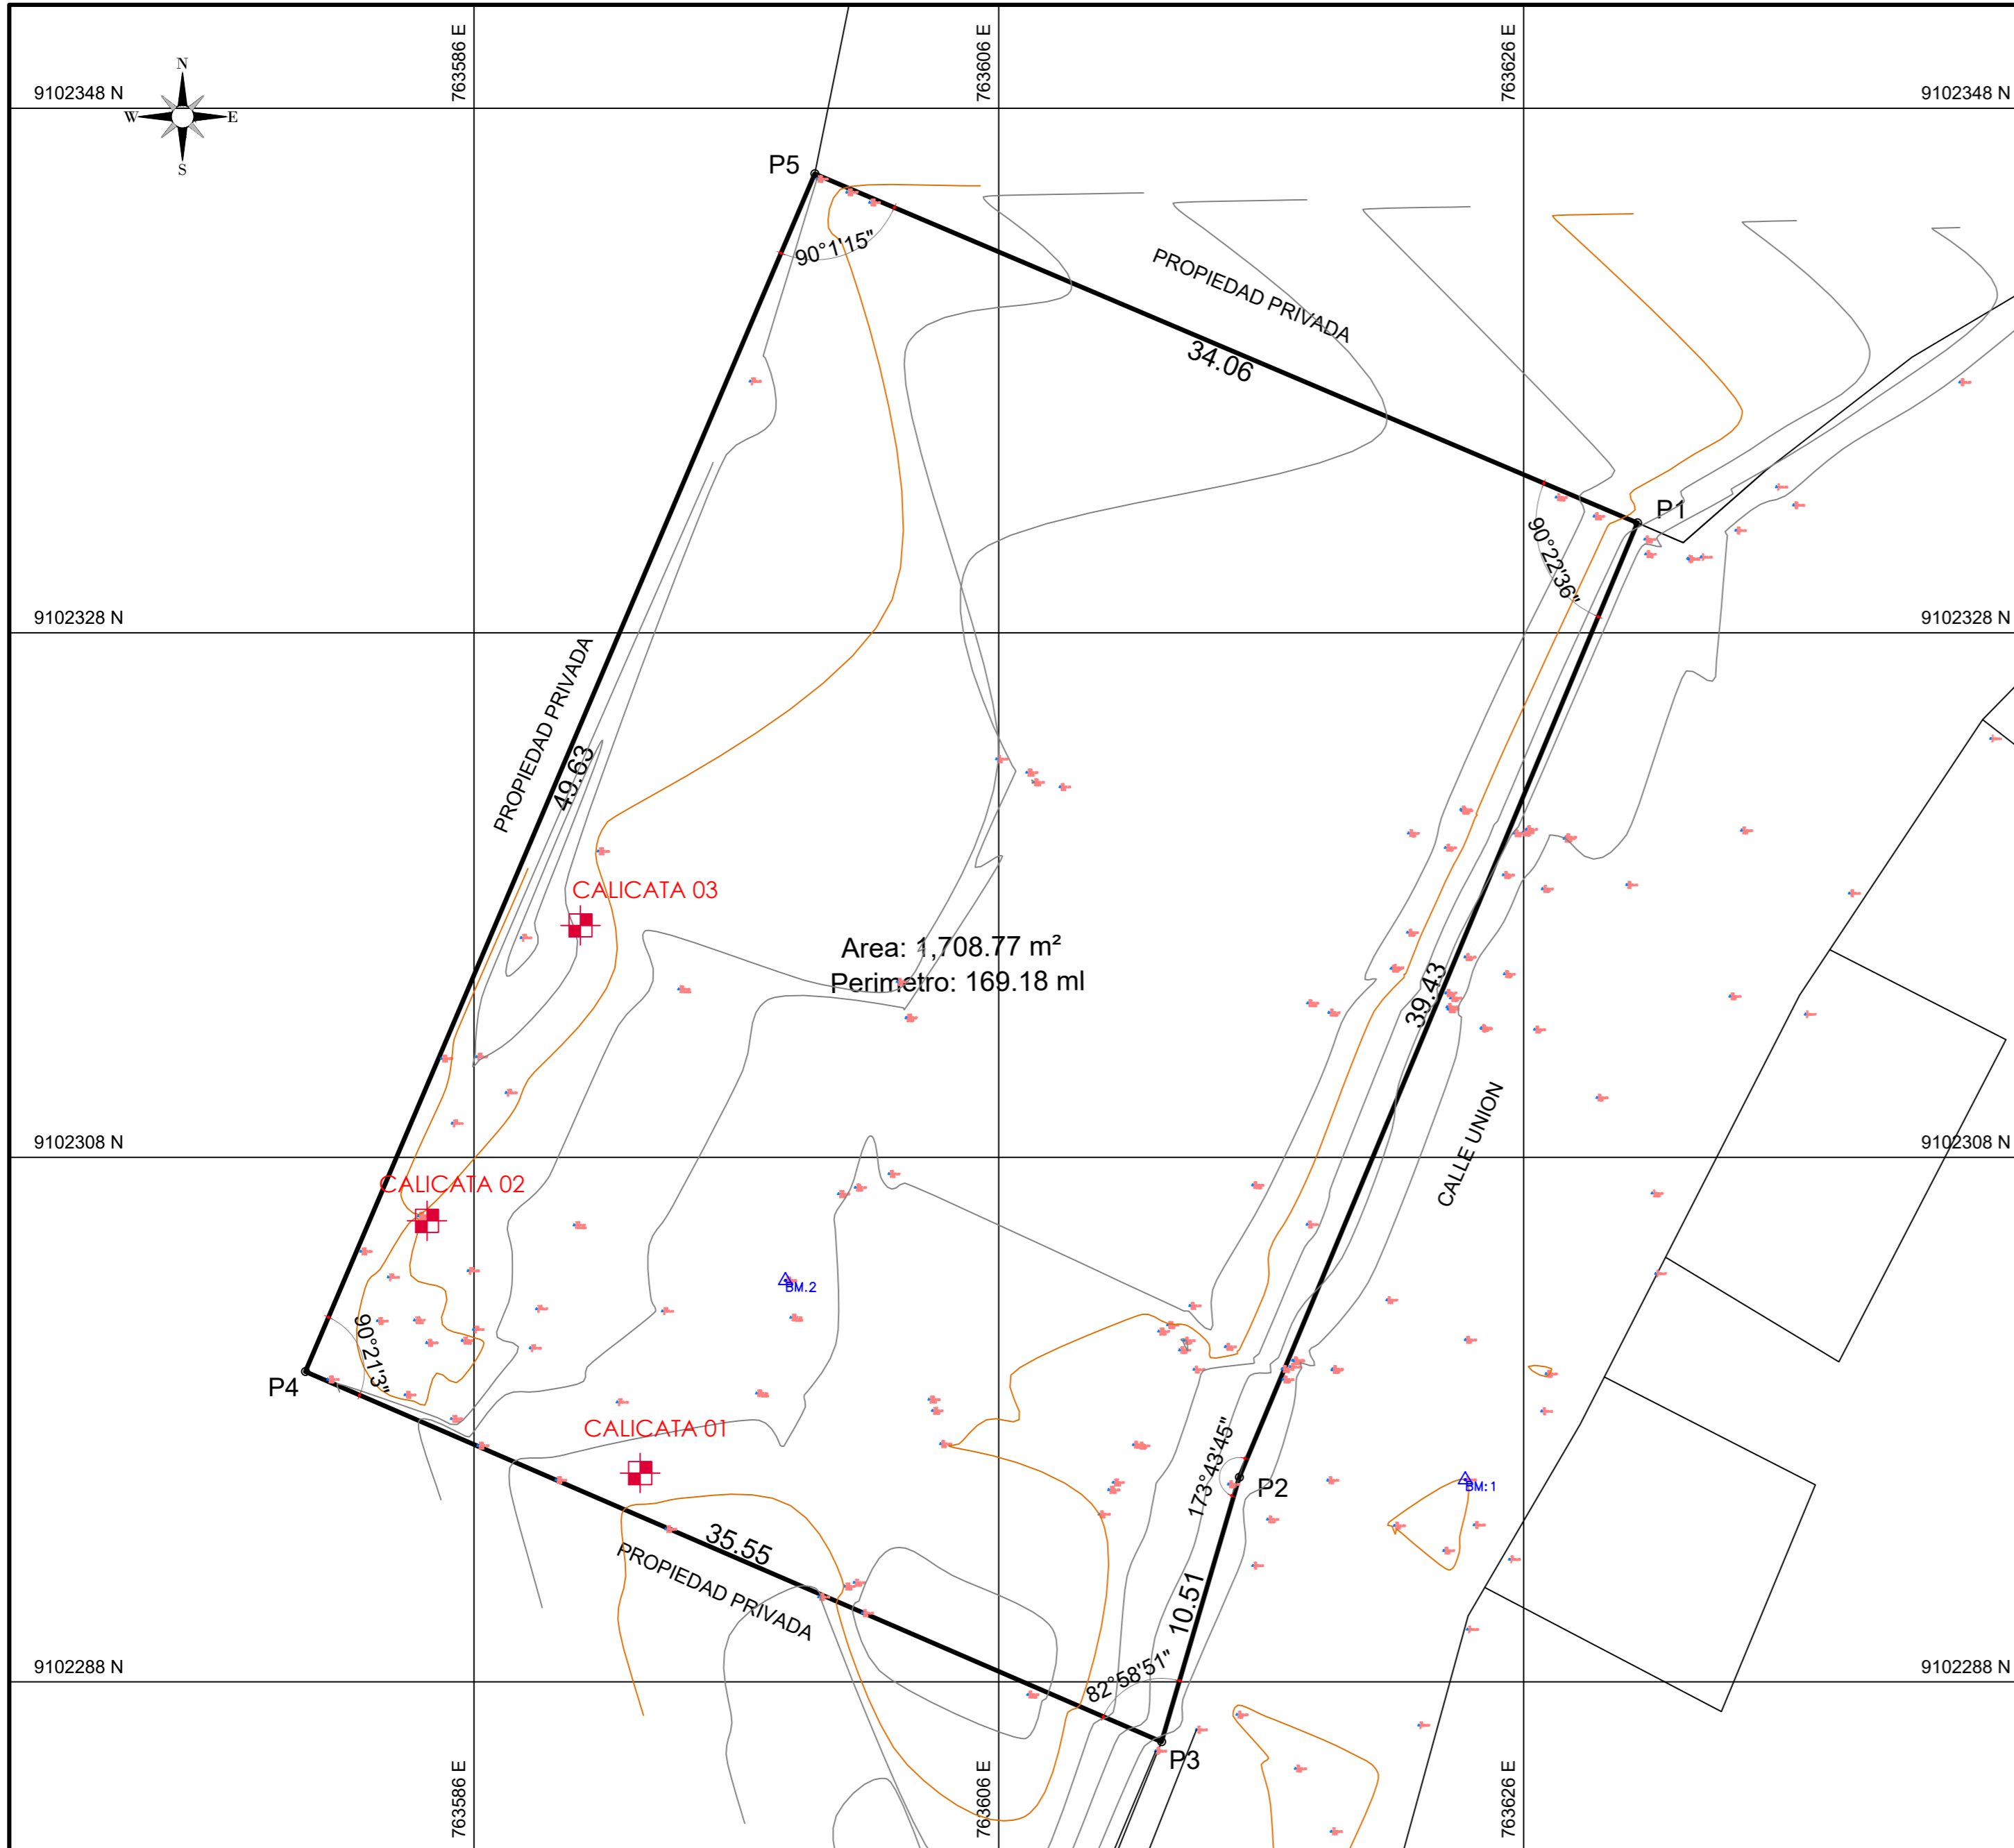 763586 E
763606 E
763626 E
9102348 N
9102348 N
N
W
E
S
P5
90°1'15"
PROPIEDAD PRIVADA
34.06
P1
90°22'36"
9102328 N
9102328 N
PROPIEDAD PRIVADA
49.63
CALICATA 03
Area: 1,708.77 m²
Perimetro: 169.18 ml
39.43
CALLE UNION
9102308 N
9102308 N
CALICATA 02
BM.2
90°21'3"
P4
CALICATA 01
173°43'45"
P2
BM:1
35.55
PROPIEDAD PRIVADA
10.51
82°58'51"
9102288 N
9102288 N
P3
763586 E
763606 E
763626 E